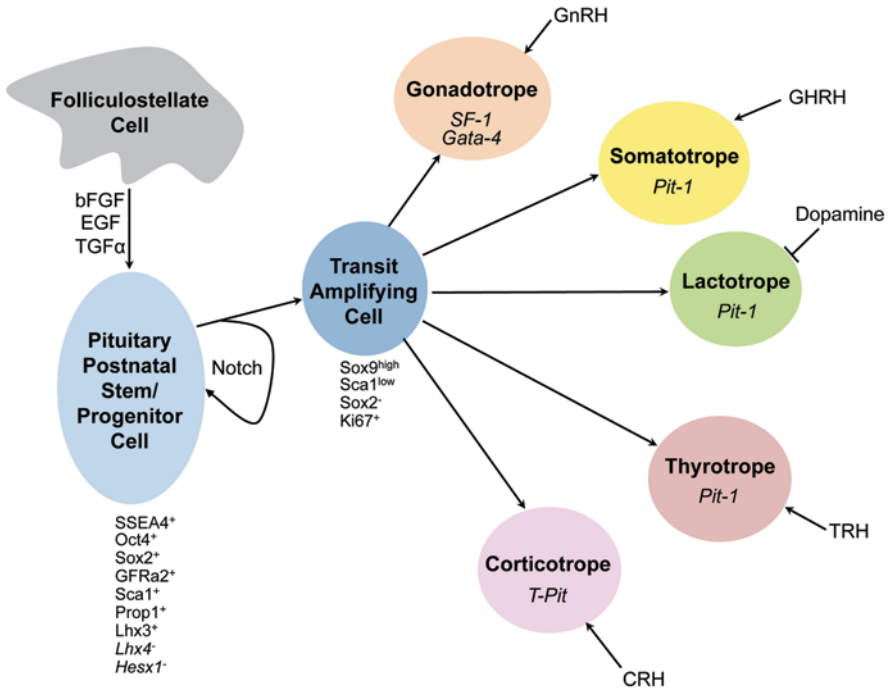 Folliculostellate
Cell
bFGF
EGF
TGFα
Pituitary
Postnatal
Stem/
Progenitor
Cell
SSEA4⁺
Oct4⁺
Sox2⁺
GFRa2⁺
Sca1⁺
Prop1⁺
Lhx3⁺
Lhx4⁻
Hesx1⁻
Notch
Transit
Amplifying
Cell
Sox9ʰⁱᵍʰ
Sca1ˡᵒʷ
Sox2⁻
Ki67⁺
GnRH
Gonadotrope
SF-1
Gata-4
GHRH
Somatotrope
Pit-1
Dopamine
Lactotrope
Pit-1
Thyrotrope
Pit-1
TRH
Corticotrope
T-Pit
CRH